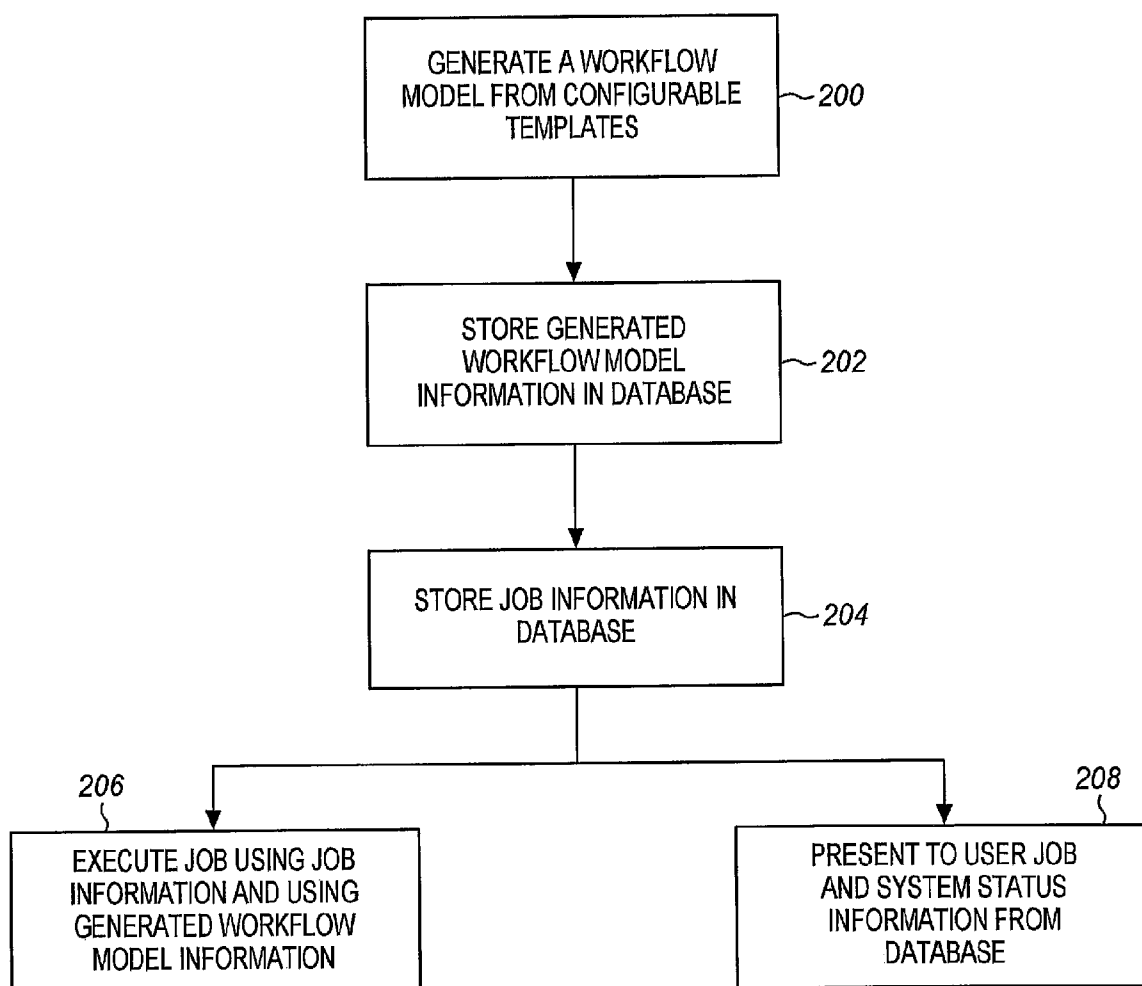 GENERATE A WORKFLOW
MODEL FROM CONFIGURABLE
TEMPLATES
200
STORE GENERATED
WORKFLOW MODEL
INFORMATION IN DATABASE
202
STORE JOB INFORMATION IN
DATABASE
204
206
EXECUTE JOB USING JOB
INFORMATION AND USING
GENERATED WORKFLOW
MODEL INFORMATION
208
PRESENT TO USER JOB
AND SYSTEM STATUS
INFORMATION FROM
DATABASE